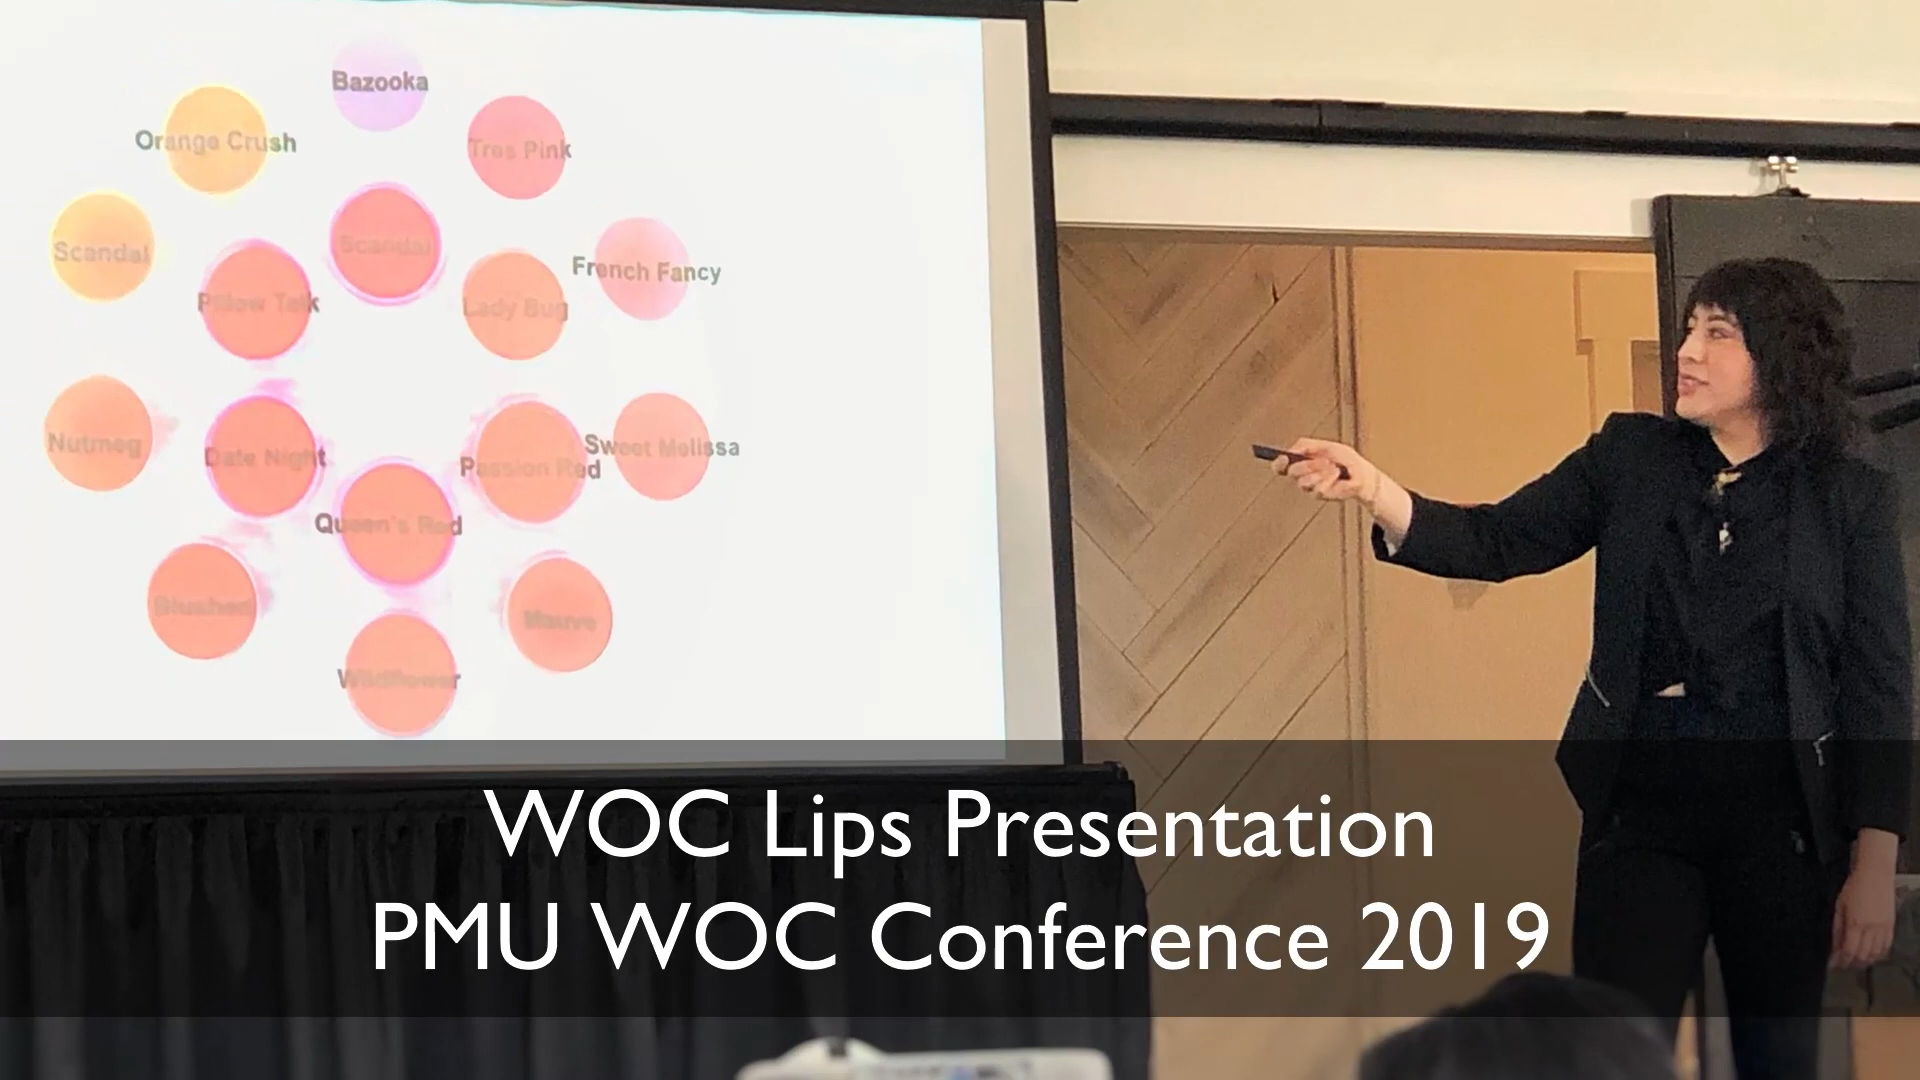 Bazooka
Orange Crush
Tres Pink
Scandal
Scandal
French Fancy
Pillow Talk
Lady Bug
Nutmeg
Date Night
Sweet Melissa
Passion Red
Queen's Red
Blushed
Mauve
Wildflower
WOC Lips Presentation
PMU WOC Conference 2019